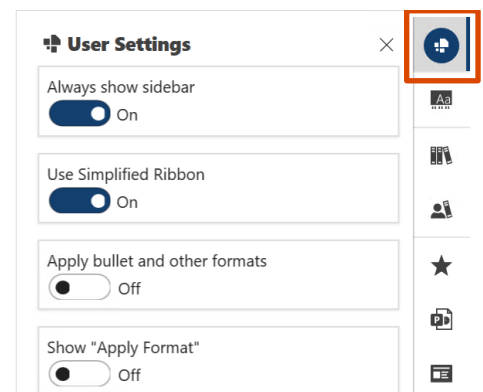 User Settings
Always show sidebar
On
Aa
Use Simplified Ribbon
On
Apply bullet and other formats
Off
Show "Apply Format"
Off